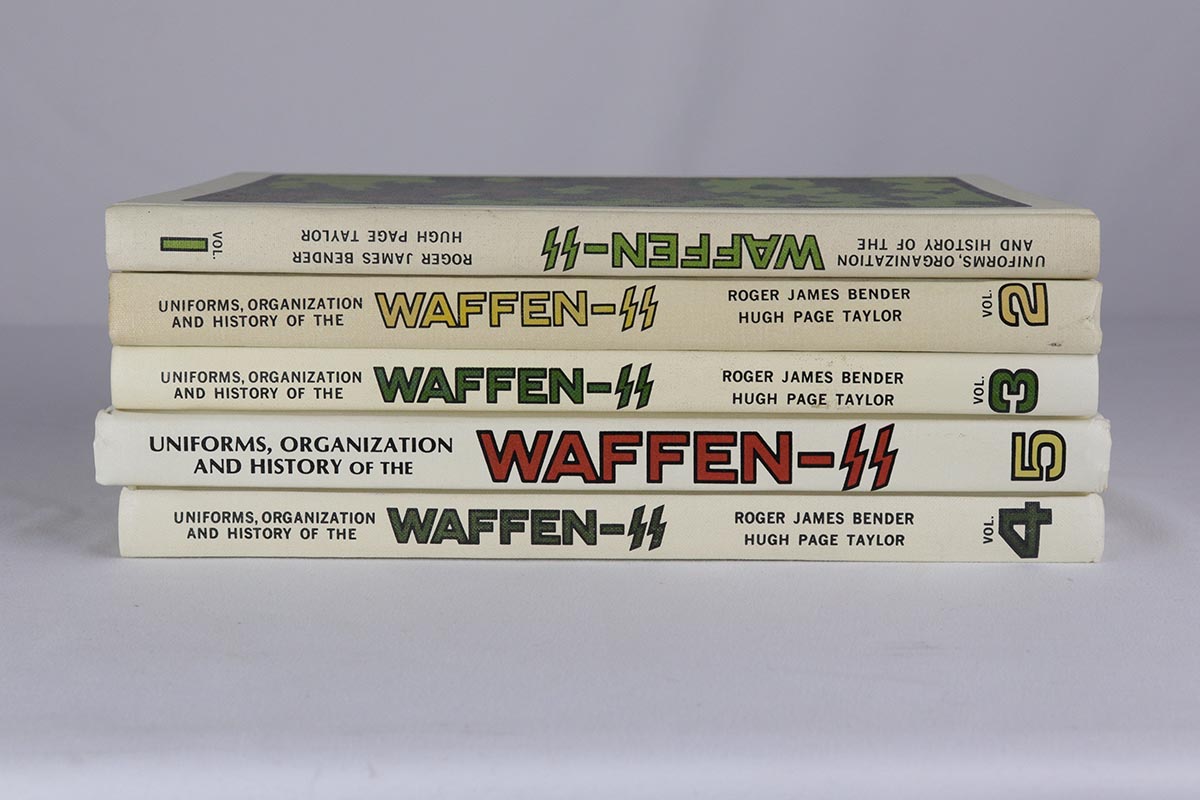 UNIFORMS, ORGANIZATION
AND HISTORY OF THE
WAFFEN-SS
ROGER JAMES BENDER
HUGH PAGE TAYLOR
VOL.
1
UNIFORMS, ORGANIZATION
AND HISTORY OF THE
WAFFEN-SS
ROGER JAMES BENDER
HUGH PAGE TAYLOR
VOL.
2
UNIFORMS, ORGANIZATION
AND HISTORY OF THE
WAFFEN-SS
ROGER JAMES BENDER
HUGH PAGE TAYLOR
VOL.
3
UNIFORMS, ORGANIZATION
AND HISTORY OF THE
WAFFEN-SS
5
UNIFORMS, ORGANIZATION
AND HISTORY OF THE
WAFFEN-SS
ROGER JAMES BENDER
HUGH PAGE TAYLOR
VOL.
4